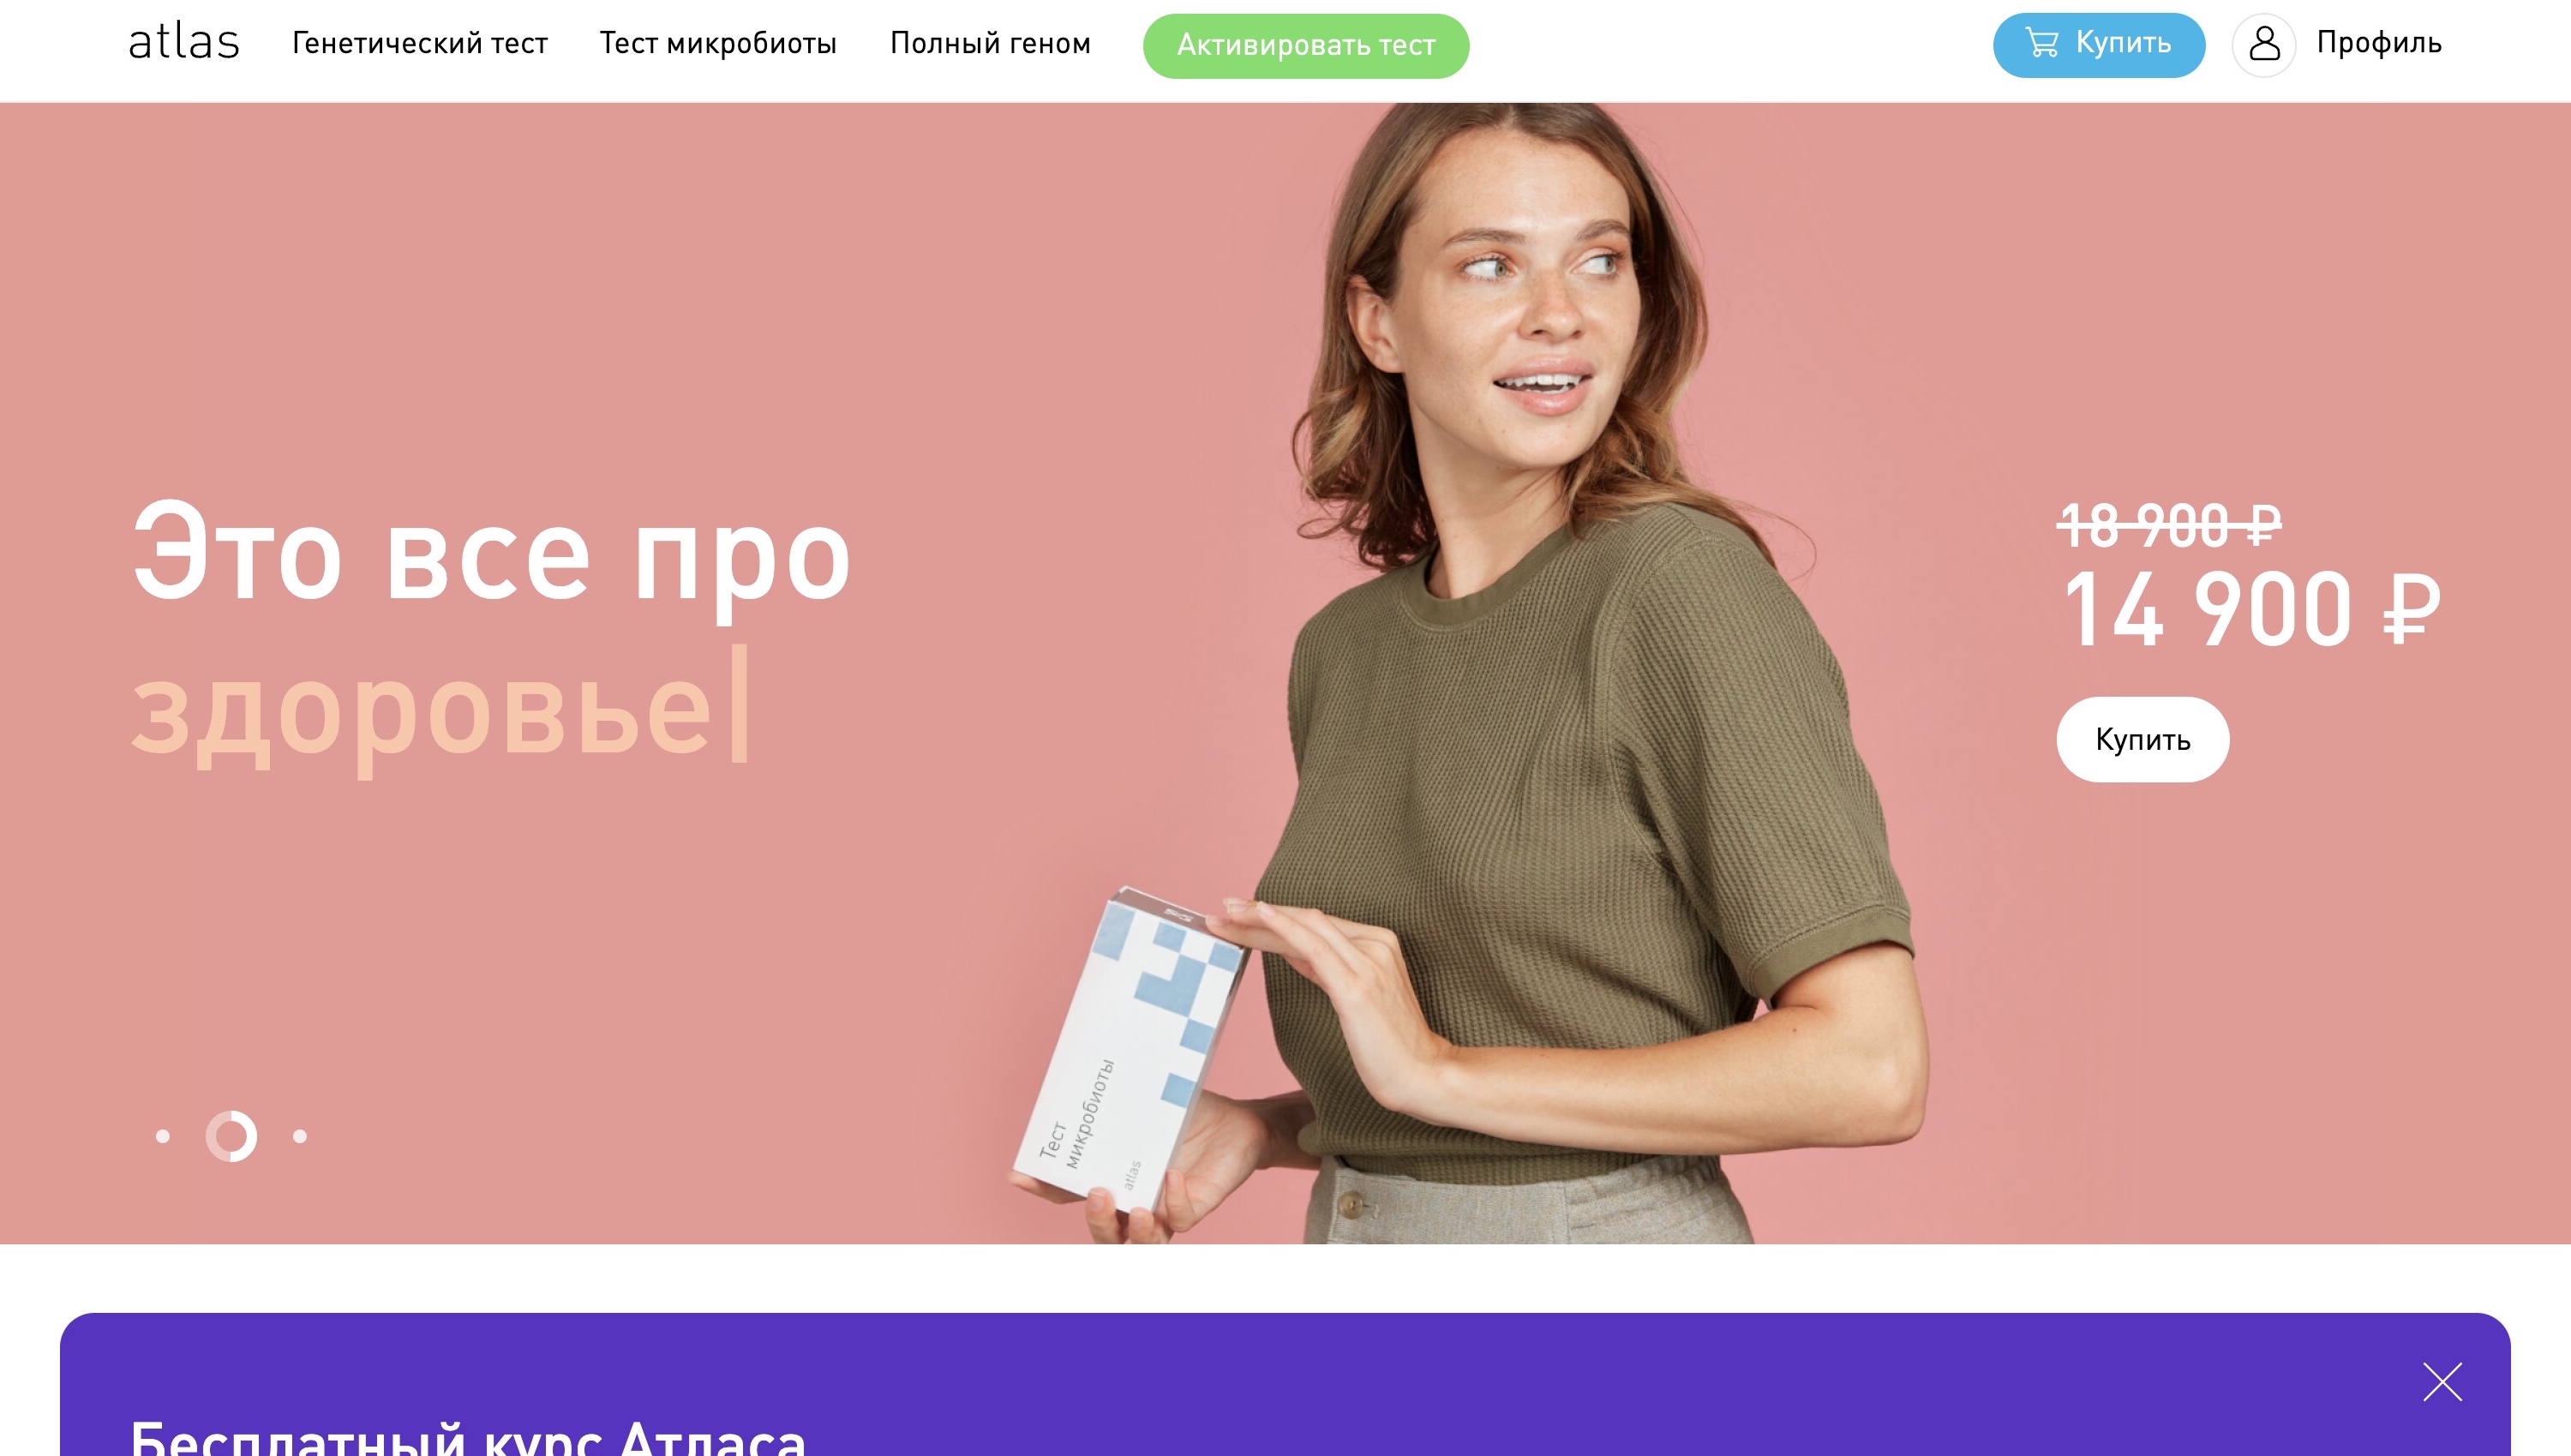 atlas
Генетический тест
Тест микробиоты
Полный геном
Активировать тест
Купить
Профиль
Это все про
здоровье
18 900 ₽
14 900 ₽
Купить
Тест
микробиоты
atlas
Бесплатный курс Атласа